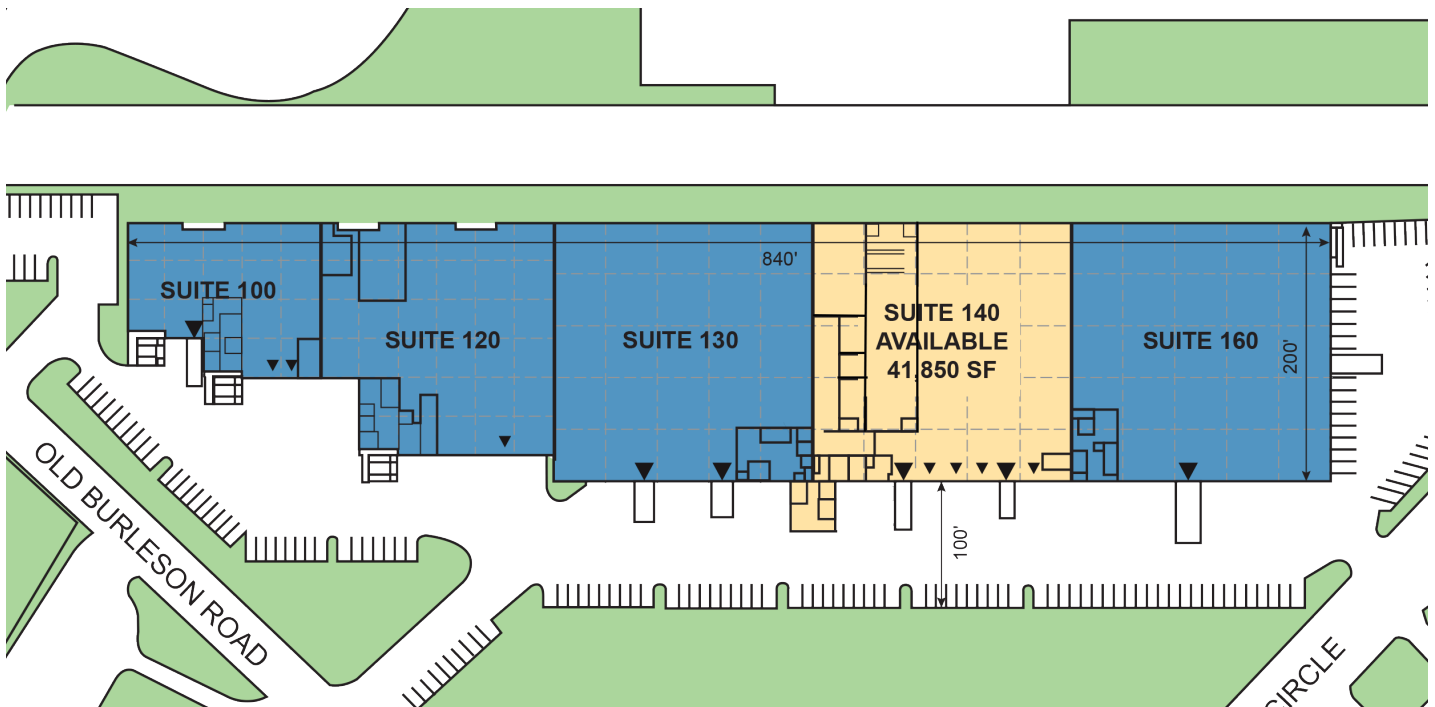 840'
SUITE 100
SUITE 120
SUITE 130
SUITE 140
AVAILABLE
41,850 SF
SUITE 160
200'
100'
OLD BURLESON ROAD
CIRCLE